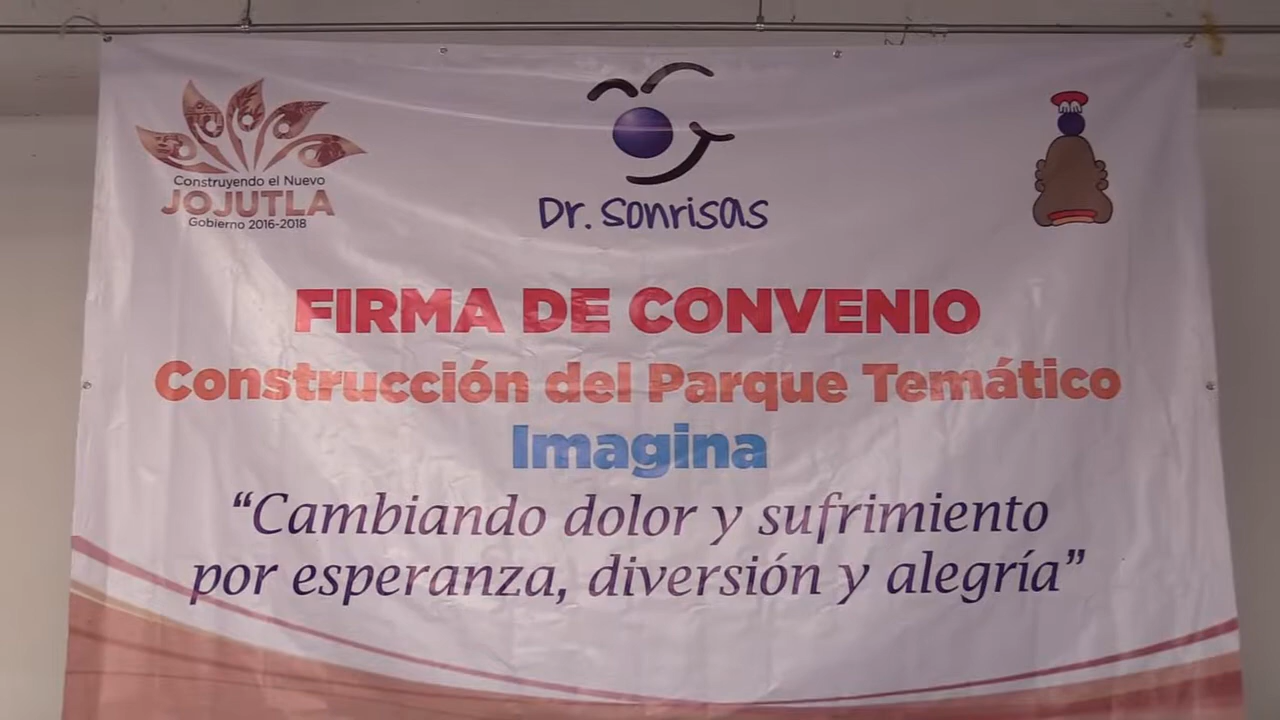 Construyendo el Nuevo
JOJUTLA
Gobierno 2016-2018
Dr. Sonrisas
FIRMA DE CONVENIO
Construcción del Parque Temático
Imagina
“Cambiando dolor y sufrimiento
por esperanza, diversión y alegría”